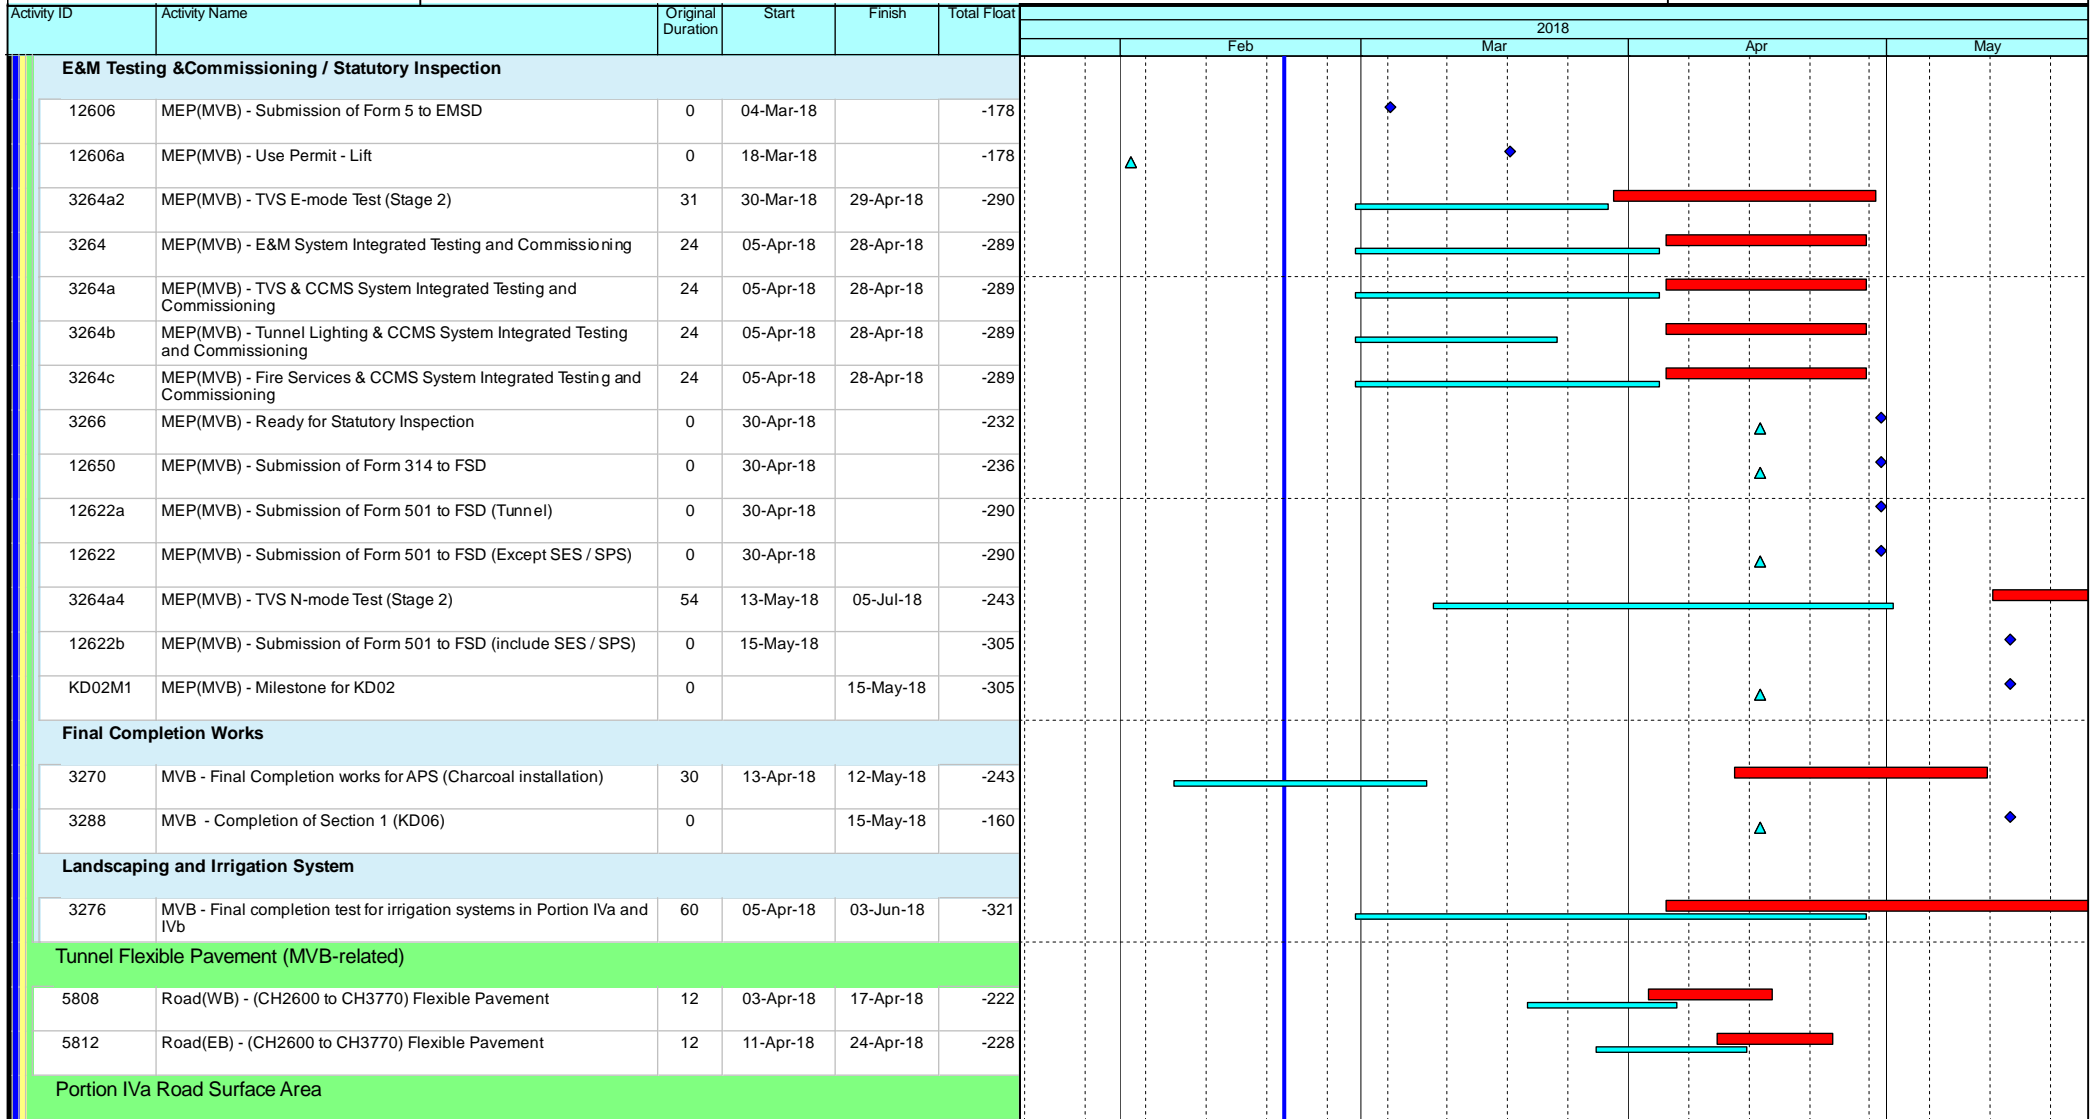 Activity ID Activity Name Original Start Finish Total Float
Duration
2018
Feb Mar Apr May
E&M Testing &Commissioning / Statutory Inspection
12606 MEP(MVB) - Submission of Form 5 to EMSD 0 04-Mar-18 -178
12606a MEP(MVB) - Use Permit - Lift 0 18-Mar-18 -178
3264a2 MEP(MVB) - TVS E-mode Test (Stage 2) 31 30-Mar-18 29-Apr-18 -290
3264 MEP(MVB) - E&M System Integrated Testing and Commissioning 24 05-Apr-18 28-Apr-18 -289
3264a MEP(MVB) - TVS & CCMS System Integrated Testing and 24 05-Apr-18 28-Apr-18 -289
Commissioning
3264b MEP(MVB) - Tunnel Lighting & CCMS System Integrated Testing 24 05-Apr-18 28-Apr-18 -289
and Commissioning
3264c MEP(MVB) - Fire Services & CCMS System Integrated Testing and 24 05-Apr-18 28-Apr-18 -289
Commissioning
3266 MEP(MVB) - Ready for Statutory Inspection 0 30-Apr-18 -232
12650 MEP(MVB) - Submission of Form 314 to FSD 0 30-Apr-18 -236
12622a MEP(MVB) - Submission of Form 501 to FSD (Tunnel) 0 30-Apr-18 -290
12622 MEP(MVB) - Submission of Form 501 to FSD (Except SES / SPS) 0 30-Apr-18 -290
3264a4 MEP(MVB) - TVS N-mode Test (Stage 2) 54 13-May-18 05-Jul-18 -243
12622b MEP(MVB) - Submission of Form 501 to FSD (include SES / SPS) 0 15-May-18 -305
KD02M1 MEP(MVB) - Milestone for KD02 0 15-May-18 -305
Final Completion Works
3270 MVB - Final Completion works for APS (Charcoal installation) 30 13-Apr-18 12-May-18 -243
3288 MVB - Completion of Section 1 (KD06) 0 15-May-18 -160
Landscaping and Irrigation System
3276 MVB - Final completion test for irrigation systems in Portion IVa and 60 05-Apr-18 03-Jun-18 -321
IVb
Tunnel Flexible Pavement (MVB-related)
5808 Road(WB) - (CH2600 to CH3770) Flexible Pavement 12 03-Apr-18 17-Apr-18 -222
5812 Road(EB) - (CH2600 to CH3770) Flexible Pavement 12 11-Apr-18 24-Apr-18 -228
Portion IVa Road Surface Area